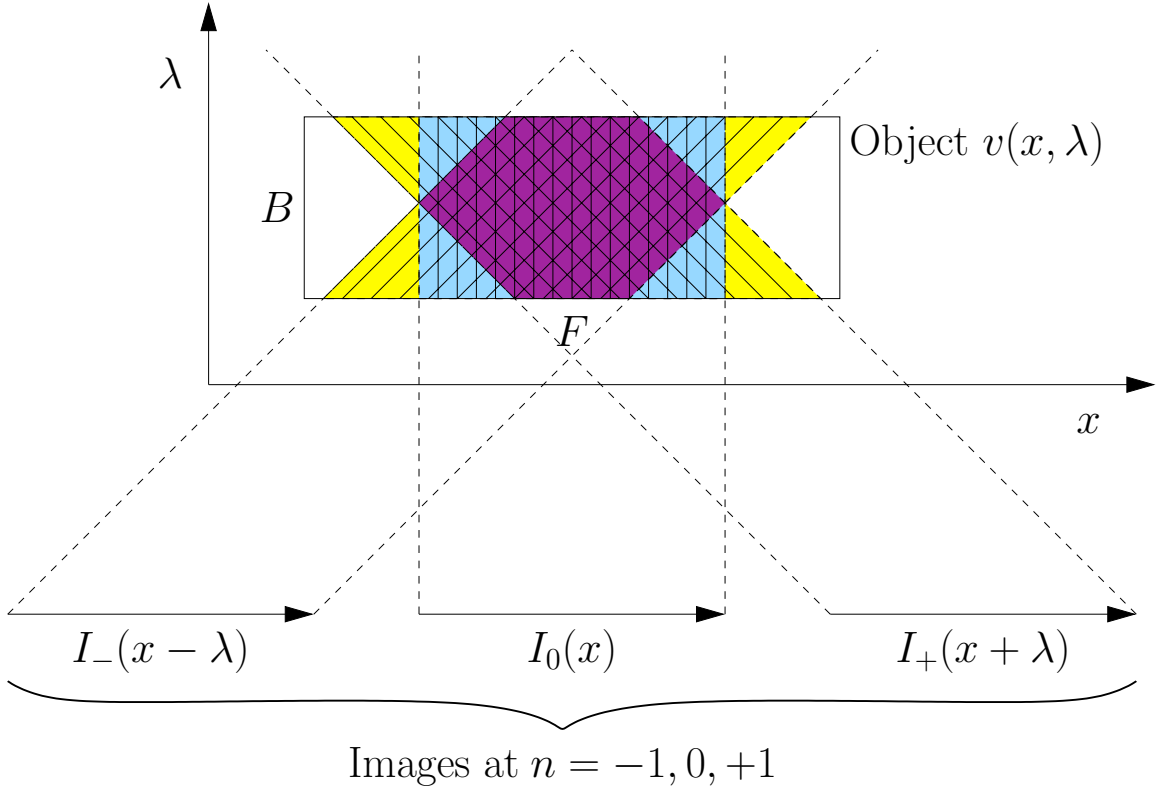 λ
Object v(x, λ)
B
F
x
I₋(x − λ)
I₀(x)
I₊(x + λ)
Images at n = −1, 0, +1